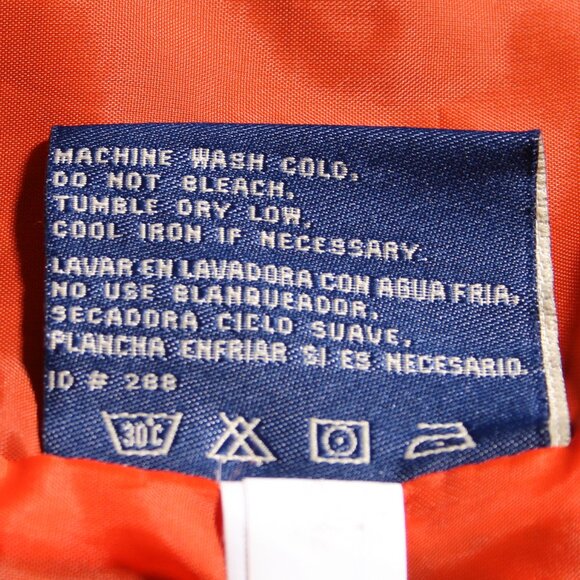 MACHINE WASH COLD,
DO NOT BLEACH,
TUMBLE DRY LOW,
COOL IRON IF NECESSARY.
LAVAR EN LAVADORA CON AGUA FRIA,
NO USE BLANQUEADOR,
SECADORA CICLO SUAVE,
PLANCHA ENFRIAR SI ES NECESARIO.
ID # 288
30°C